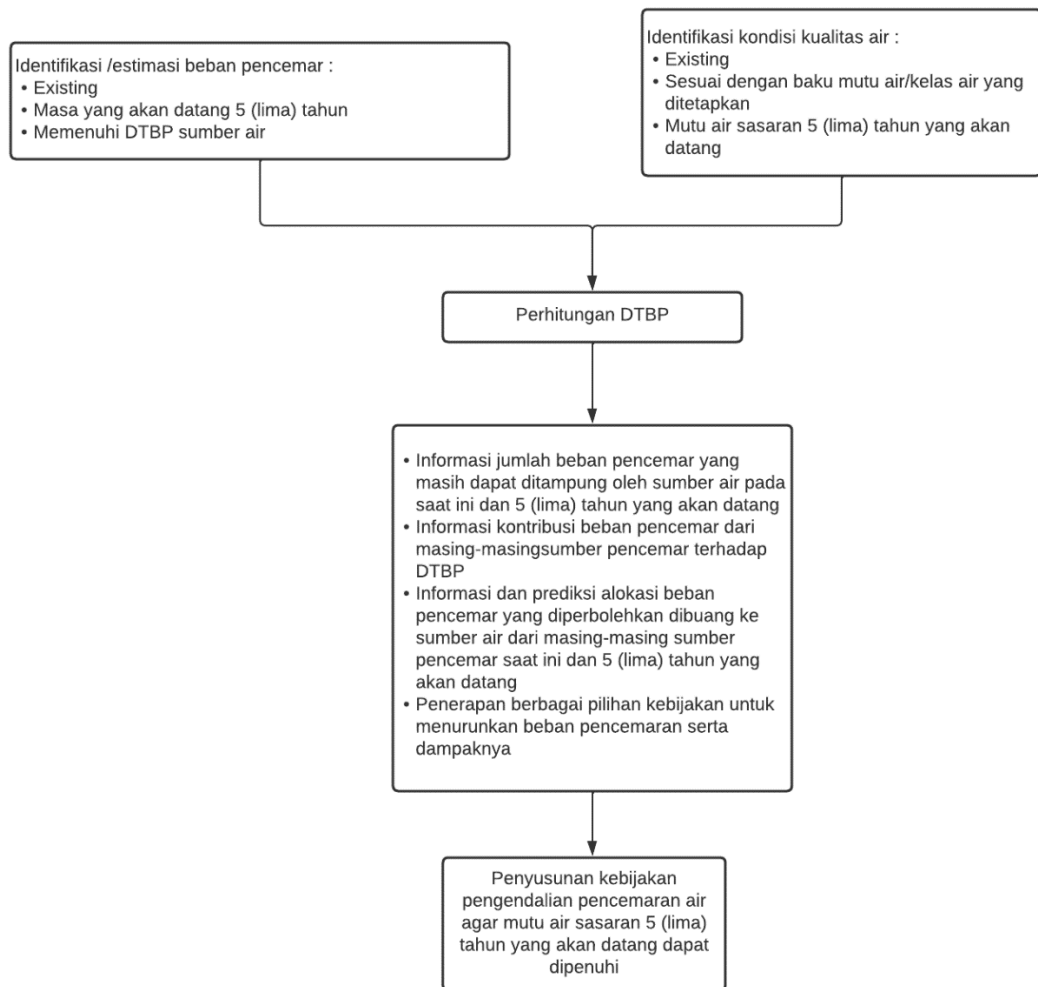 Identifikasi /estimasi beban pencemar :
• Existing
• Masa yang akan datang 5 (lima) tahun
• Memenuhi DTBP sumber air
Identifikasi kondisi kualitas air :
• Existing
• Sesuai dengan baku mutu air/kelas air yang
ditetapkan
• Mutu air sasaran 5 (lima) tahun yang akan
datang
Perhitungan DTBP
• Informasi jumlah beban pencemar yang
masih dapat ditampung oleh sumber air pada
saat ini dan 5 (lima) tahun yang akan datang
• Informasi kontribusi beban pencemar dari
masing-masingsumber pencemar terhadap
DTBP
• Informasi dan prediksi alokasi beban
pencemar yang diperbolehkan dibuang ke
sumber air dari masing-masing sumber
pencemar saat ini dan 5 (lima) tahun yang
akan datang
• Penerapan berbagai pilihan kebijakan untuk
menurunkan beban pencemaran serta
dampaknya
Penyusunan kebijakan
pengendalian pencemaran air
agar mutu air sasaran 5 (lima)
tahun yang akan datang dapat
dipenuhi